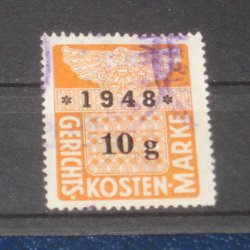 * 1948 *
10 g
GERICHTS-
KOSTEN-
MARKE